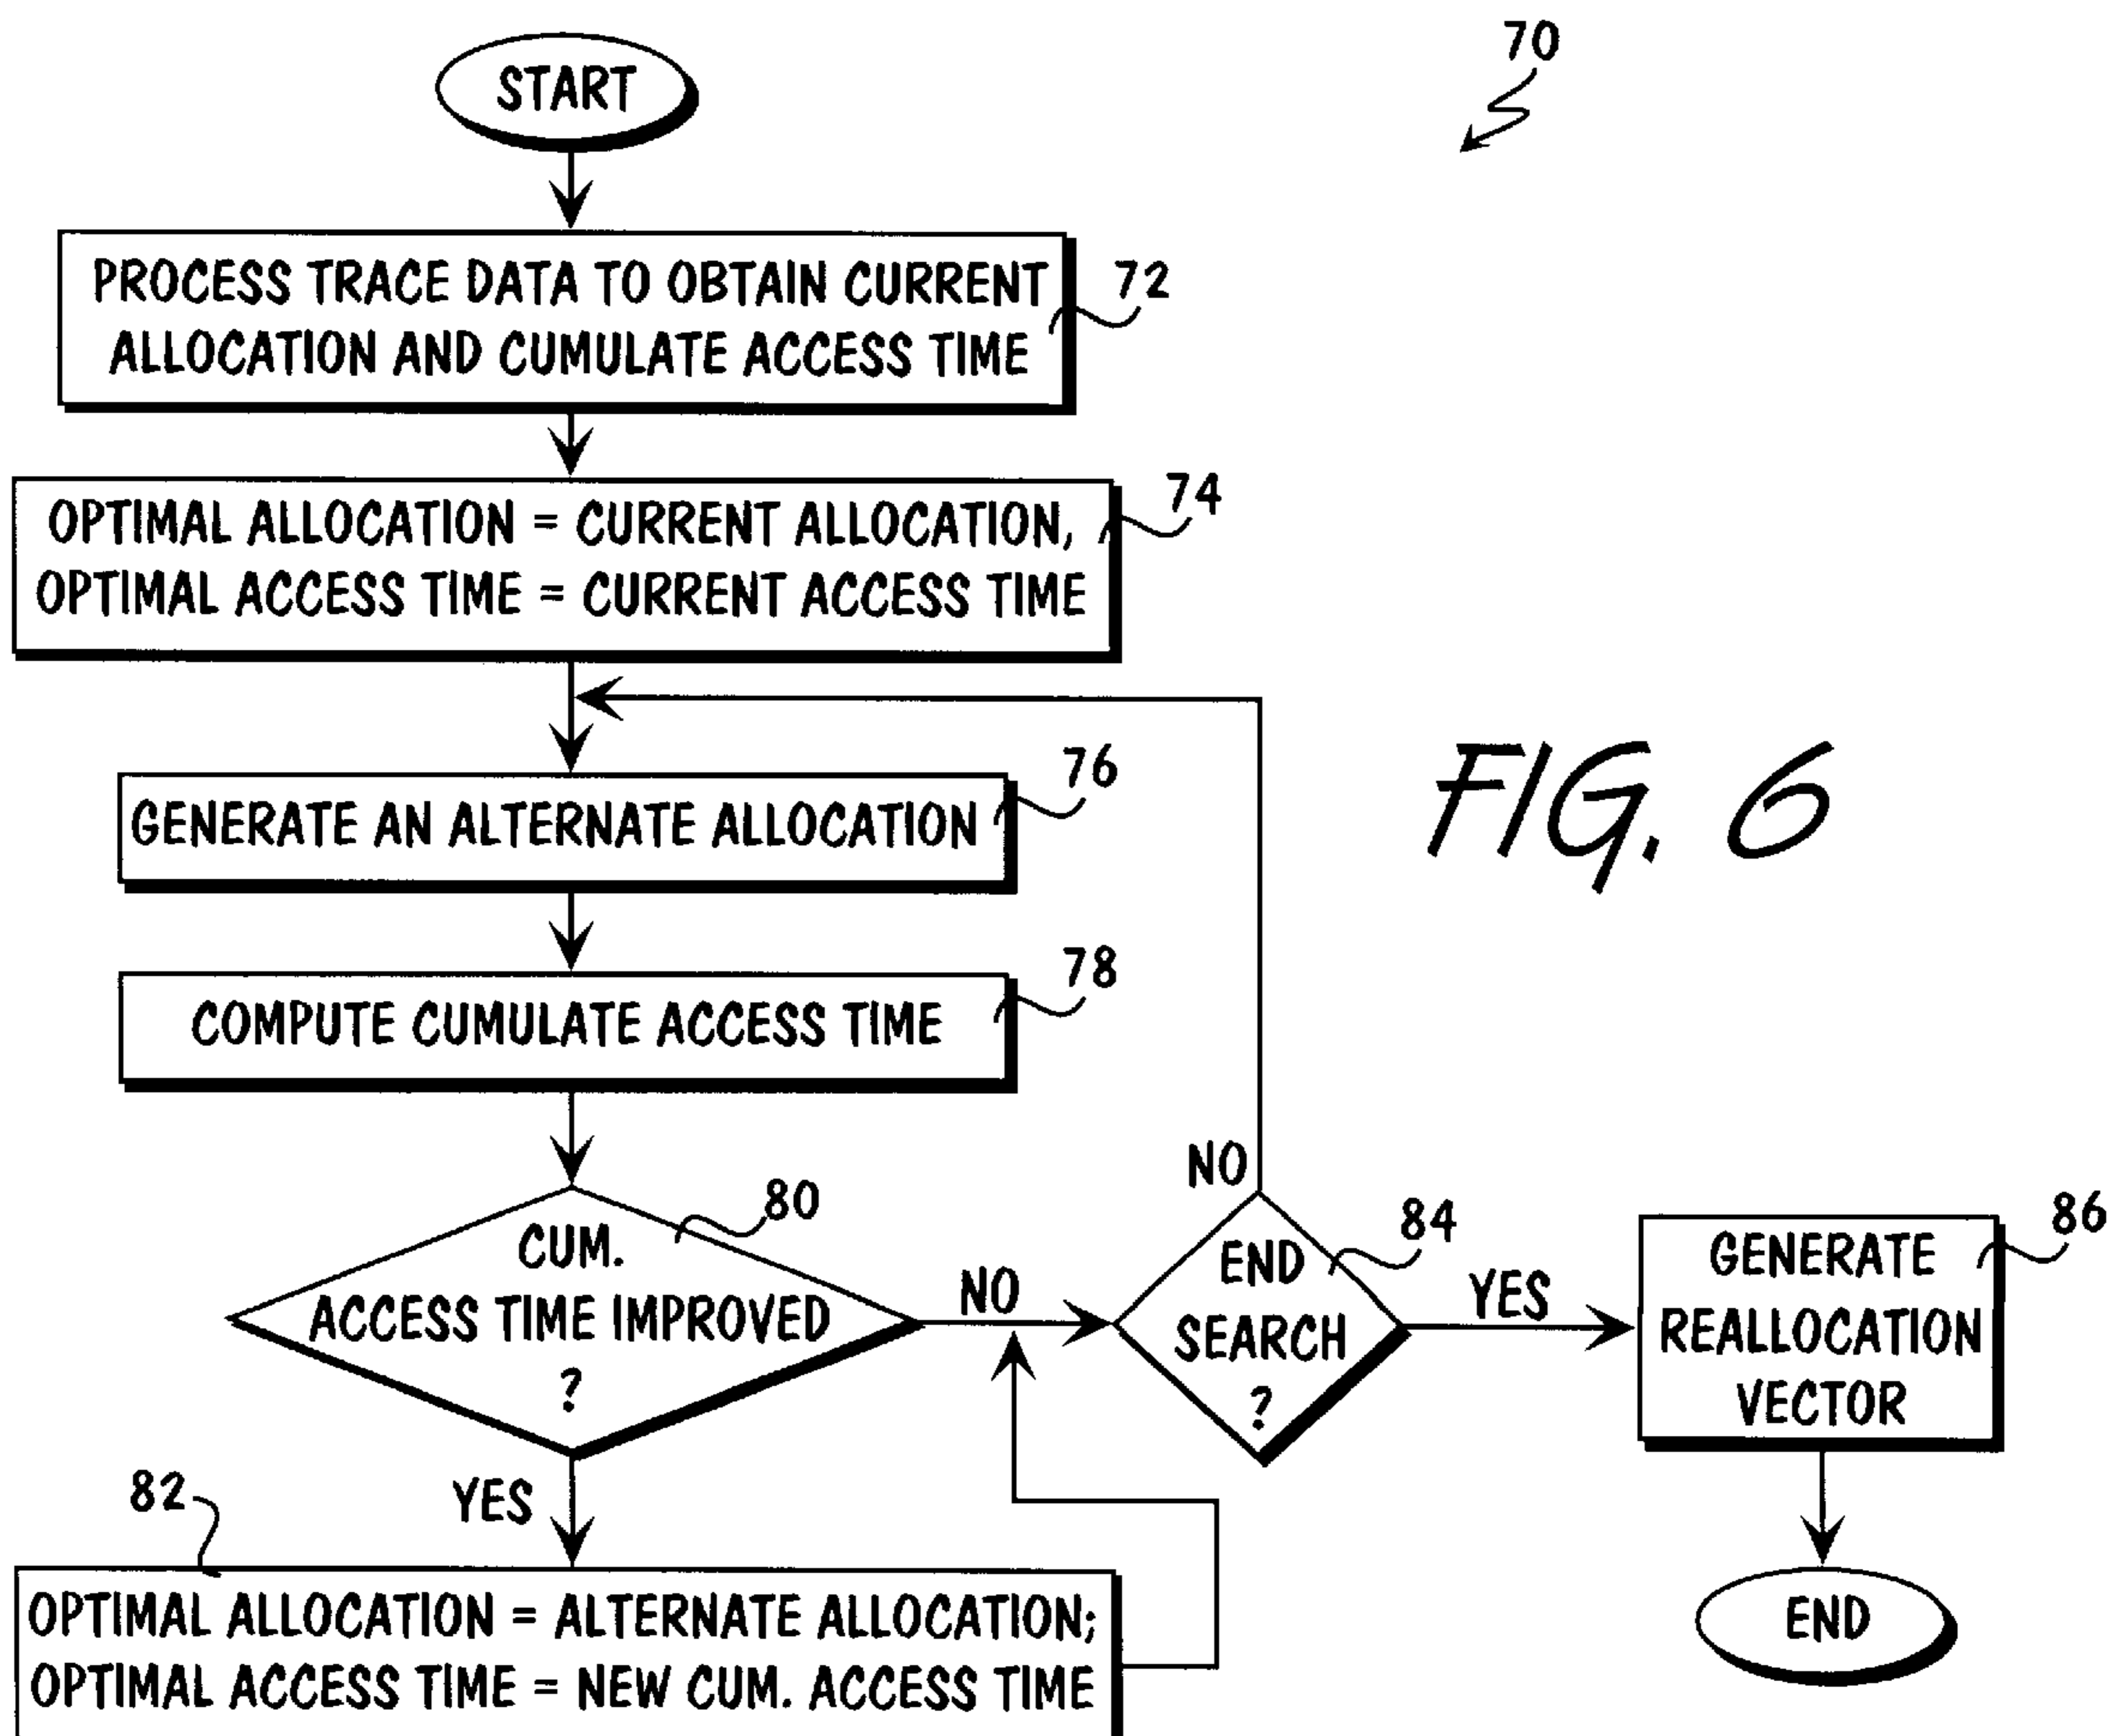 START
70
PROCESS TRACE DATA TO OBTAIN CURRENT
ALLOCATION AND CUMULATE ACCESS TIME
72
OPTIMAL ALLOCATION = CURRENT ALLOCATION,
OPTIMAL ACCESS TIME = CURRENT ACCESS TIME
74
GENERATE AN ALTERNATE ALLOCATION
76
FIG. 6
COMPUTE CUMULATE ACCESS TIME
78
CUM.
ACCESS TIME IMPROVED
?
80
NO
YES
END
SEARCH
?
84
NO
YES
GENERATE
REALLOCATION
VECTOR
86
82
OPTIMAL ALLOCATION = ALTERNATE ALLOCATION;
OPTIMAL ACCESS TIME = NEW CUM. ACCESS TIME
END